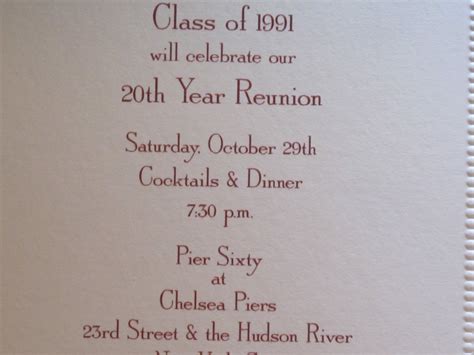 Class of 1991
will celebrate our
20th Year Reunion
Saturday, October 29th
Cocktails & Dinner
7:30 p.m.
Pier Sixty
at
Chelsea Piers
23rd Street & the Hudson River